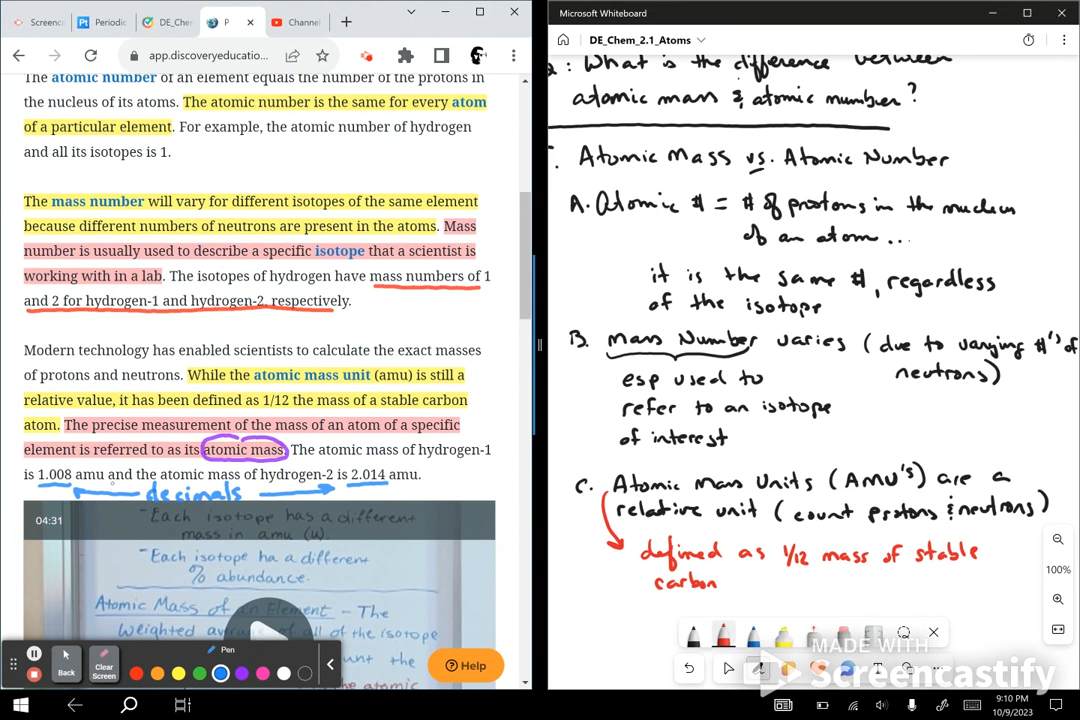 Screenca
Periodic
DE_Chem
P
Channel
app.discoveryeducatio...
The atomic number of an element equals the number of the protons in
the nucleus of its atoms. The atomic number is the same for every atom
of a particular element. For example, the atomic number of hydrogen
and all its isotopes is 1.
The mass number will vary for different isotopes of the same element
because different numbers of neutrons are present in the atoms. Mass
number is usually used to describe a specific isotope that a scientist is
working with in a lab. The isotopes of hydrogen have mass numbers of 1
and 2 for hydrogen-1 and hydrogen-2, respectively.
Modern technology has enabled scientists to calculate the exact masses
of protons and neutrons. While the atomic mass unit (amu) is still a
relative value, it has been defined as 1/12 the mass of a stable carbon
atom. The precise measurement of the mass of an atom of a specific
element is referred to as its atomic mass. The atomic mass of hydrogen-1
is 1.008 amu and the atomic mass of hydrogen-2 is 2.014 amu.
decimals
04:31
-Each isotope has a different
mass in amu (u).
-Each isotope ha a different
% abundance.
Atomic Mass of an Element - The
weighted average of all of the isotope
the
atomic
Pen
Back
Clear
Screen
Help
Microsoft Whiteboard
DE_Chem_2.1_Atoms
: What is the difference between
atomic mass & atomic number?
Atomic Mass vs. Atomic Number
A. Atomic # = # of protons in the nucleus
of an atom...
it is the same #, regardless
of the isotope
B. Mass Number varies (due to varying #'s of
neutrons)
esp used to
refer to an isotope
of interest
C. Atomic Mass Units (AMU's) are a
relative unit (count protons & neutrons)
defined as 1/12 mass of stable
carbon
100%
MADE WITH
Screencastify
9:10 PM
10/9/2023